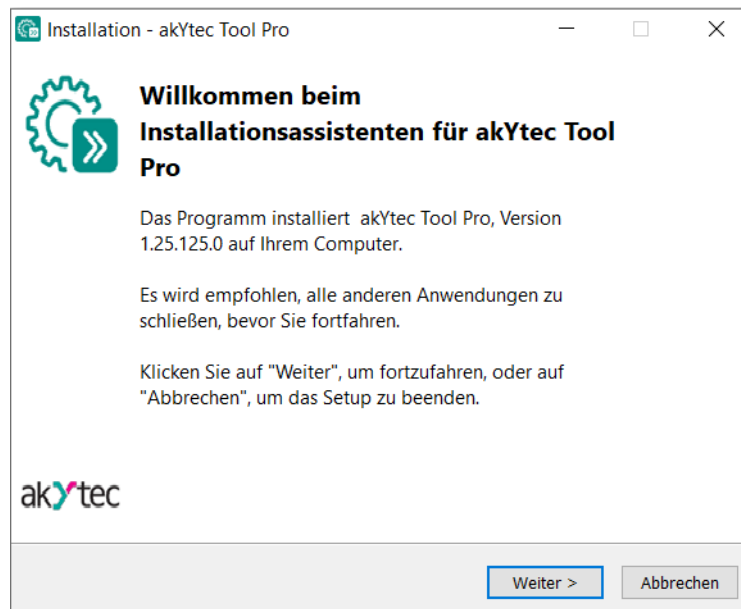 Installation - akYtec Tool Pro
Willkommen beim
Installationsassistenten für akYtec Tool
Pro
Das Programm installiert  akYtec Tool Pro, Version
1.25.125.0 auf Ihrem Computer.
Es wird empfohlen, alle anderen Anwendungen zu
schließen, bevor Sie fortfahren.
Klicken Sie auf "Weiter", um fortzufahren, oder auf
"Abbrechen", um das Setup zu beenden.
akytec
Weiter >
Abbrechen